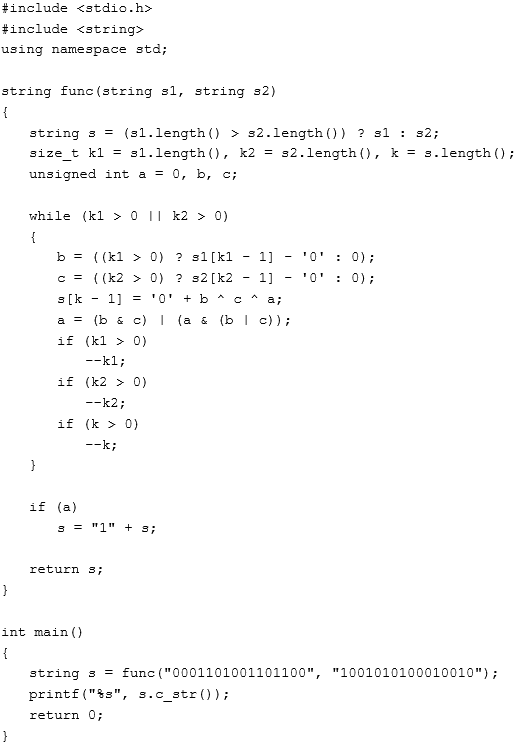 #include <stdio.h>
#include <string>
using namespace std;

string func(string s1, string s2)
{
    string s = (s1.length() > s2.length()) ? s1 : s2;
    size_t k1 = s1.length(), k2 = s2.length(), k = s.length();
    unsigned int a = 0, b, c;

    while (k1 > 0 || k2 > 0)
    {
        b = ((k1 > 0) ? s1[k1 - 1] - '0' : 0);
        c = ((k2 > 0) ? s2[k2 - 1] - '0' : 0);
        s[k - 1] = '0' + b ^ c ^ a;
        a = (b & c) | (a & (b | c));
        if (k1 > 0)
            --k1;
        if (k2 > 0)
            --k2;
        if (k > 0)
            --k;
    }

    if (a)
        s = "1" + s;

    return s;
}

int main()
{
    string s = func("0001101001101100", "1001010100010010");
    printf("%s", s.c_str());
    return 0;
}